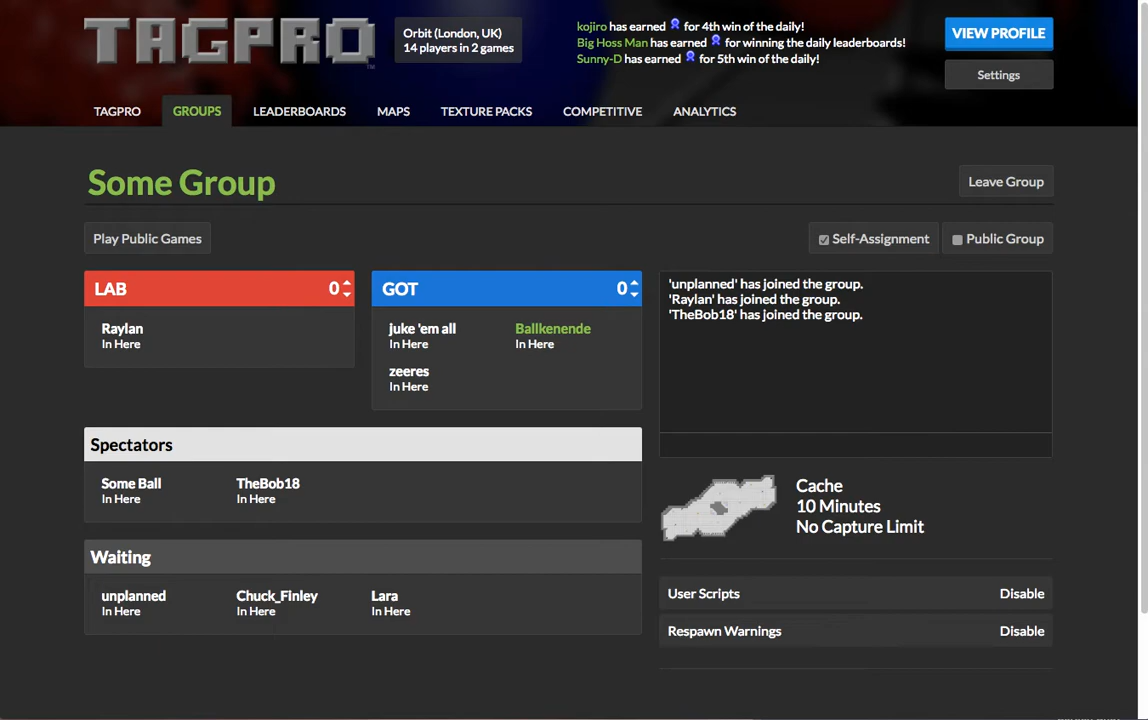 TAGPRO
TM
Orbit (London, UK)
14 players in 2 games
kojiro has earned for 4th win of the daily!
Big Hoss Man has earned for winning the daily leaderboards!
Sunny-D has earned for 5th win of the daily!
VIEW PROFILE
Settings
TAGPRO GROUPS LEADERBOARDS MAPS TEXTURE PACKS COMPETITIVE ANALYTICS
Some Group
Leave Group
Play Public Games
Self-Assignment
Public Group
LAB 0
Raylan
In Here
GOT 0
juke 'em all
In Here
Ballkenende
In Here
zeeres
In Here
Spectators
Some Ball
In Here
TheBob18
In Here
Waiting
unplanned
In Here
Chuck_Finley
In Here
Lara
In Here
'unplanned' has joined the group.
'Raylan' has joined the group.
'TheBob18' has joined the group.
Cache
10 Minutes
No Capture Limit
User Scripts Disable
Respawn Warnings Disable